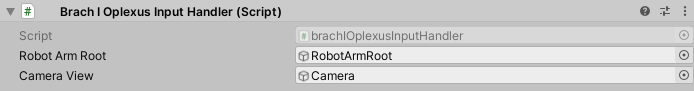 Brach I Oplexus Input Handler (Script)
Script brachIOplexusInputHandler
Robot Arm Root RobotArmRoot
Camera View Camera